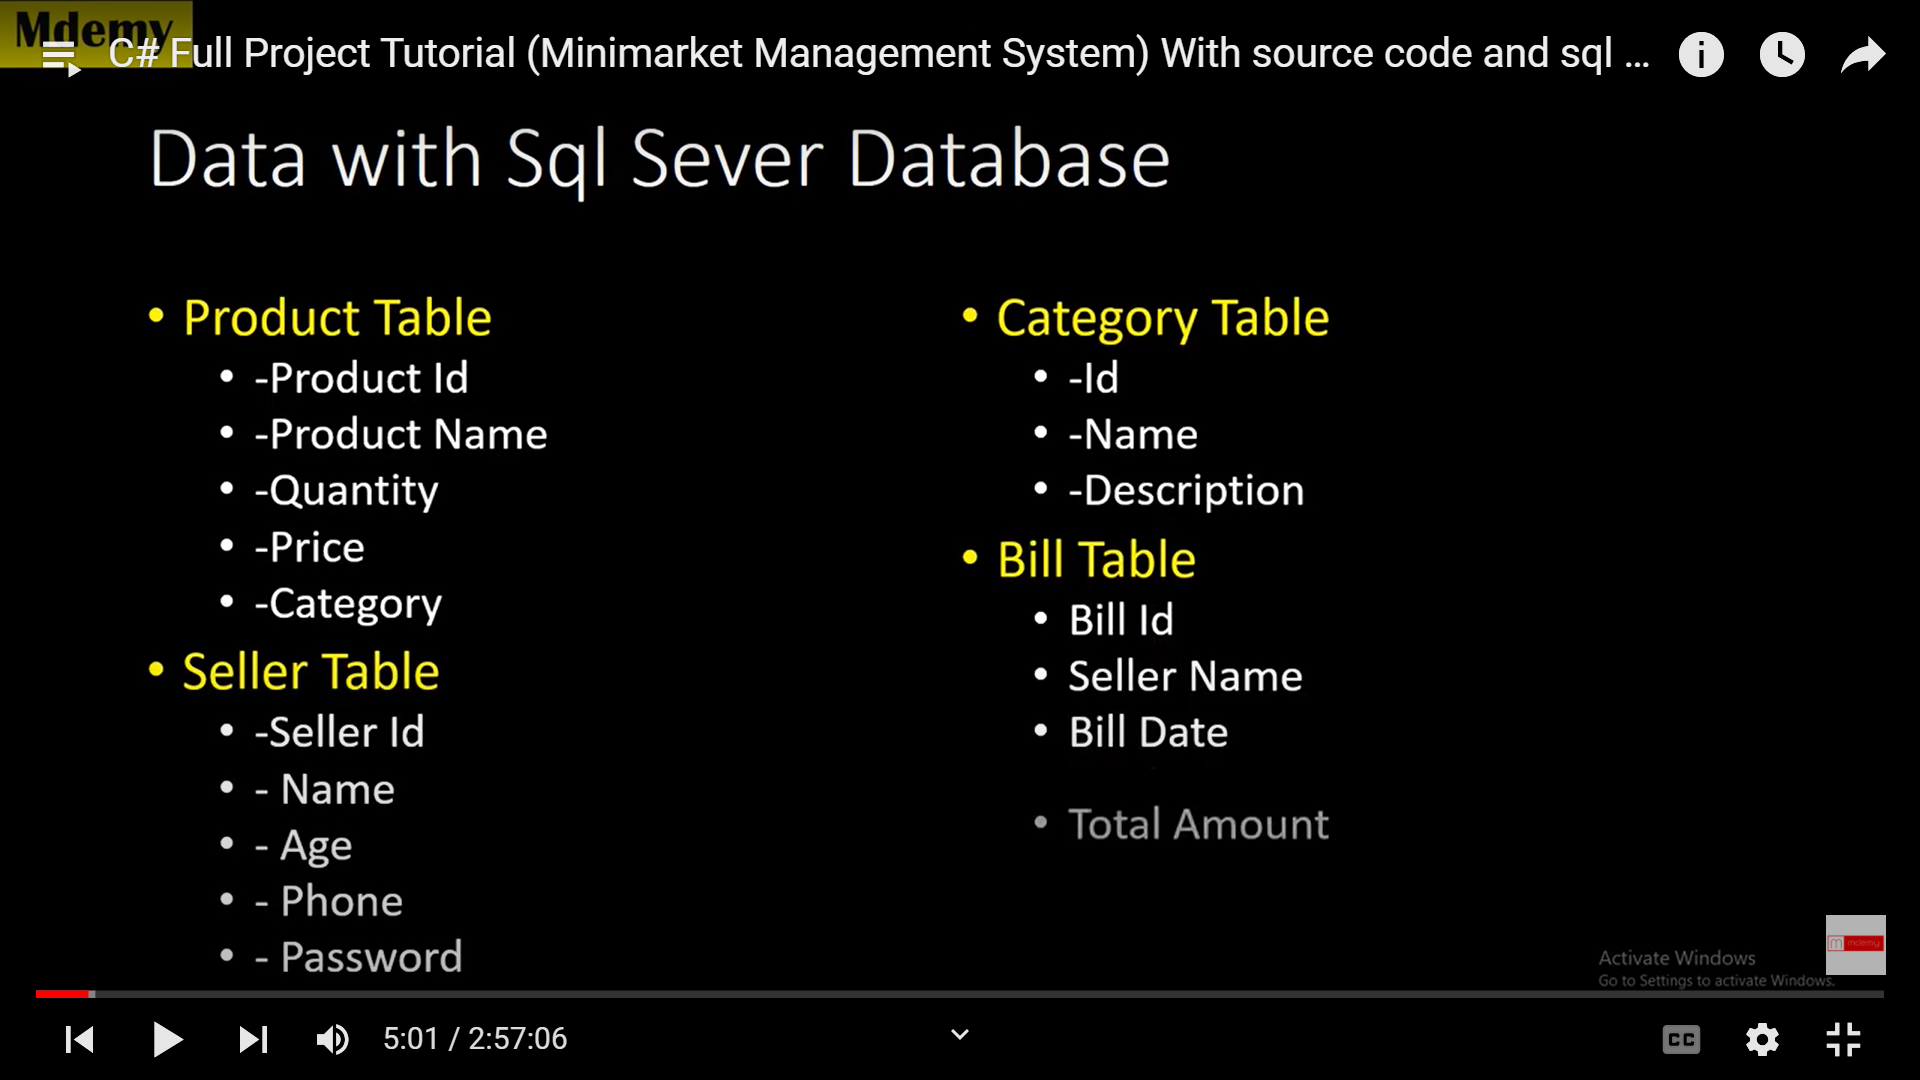 Mdemy
C# Full Project Tutorial (Minimarket Management System) With source code and sql ...
Data with Sql Sever Database
• Product Table
• -Product Id
• -Product Name
• -Quantity
• -Price
• -Category
• Seller Table
• -Seller Id
• - Name
• - Age
• - Phone
• - Password
• Category Table
• -Id
• -Name
• -Description
• Bill Table
• Bill Id
• Seller Name
• Bill Date
• Total Amount
mdemy
Activate Windows
Go to Settings to activate Windows.
5:01 / 2:57:06
CC